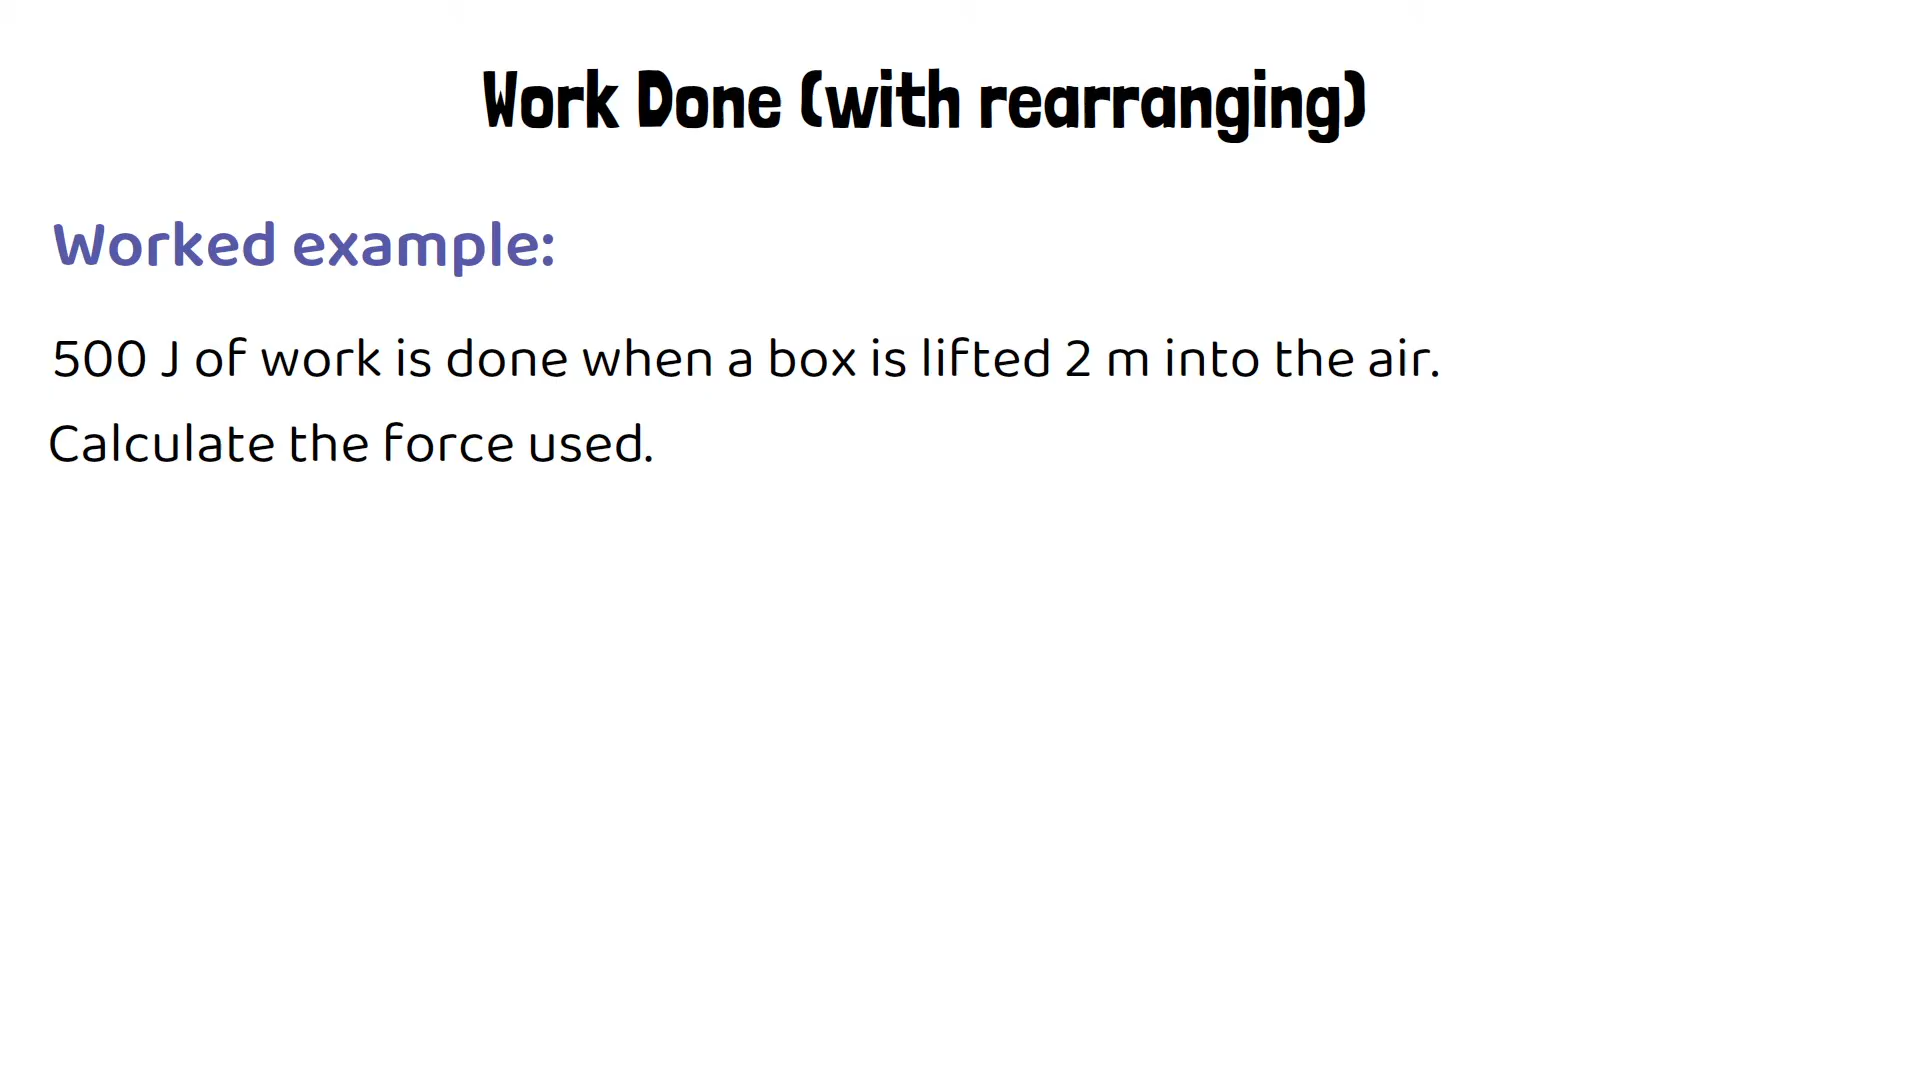 Work Done (with rearranging)
Worked example:
500 J of work is done when a box is lifted 2 m into the air.
Calculate the force used.